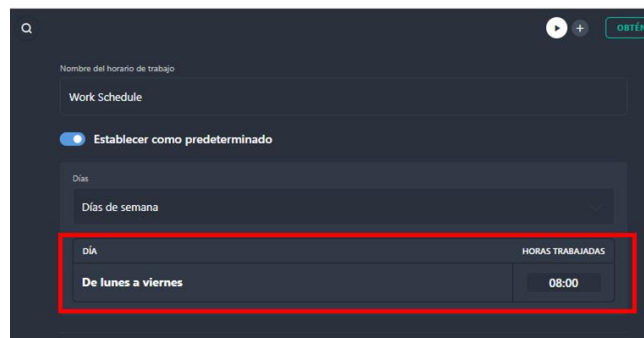 OBTÉN
Nombre del horario de trabajo
Work Schedule
Establecer como predeterminado
Días
Días de semana
DÍA HORAS TRABAJADAS
De lunes a viernes 08:00